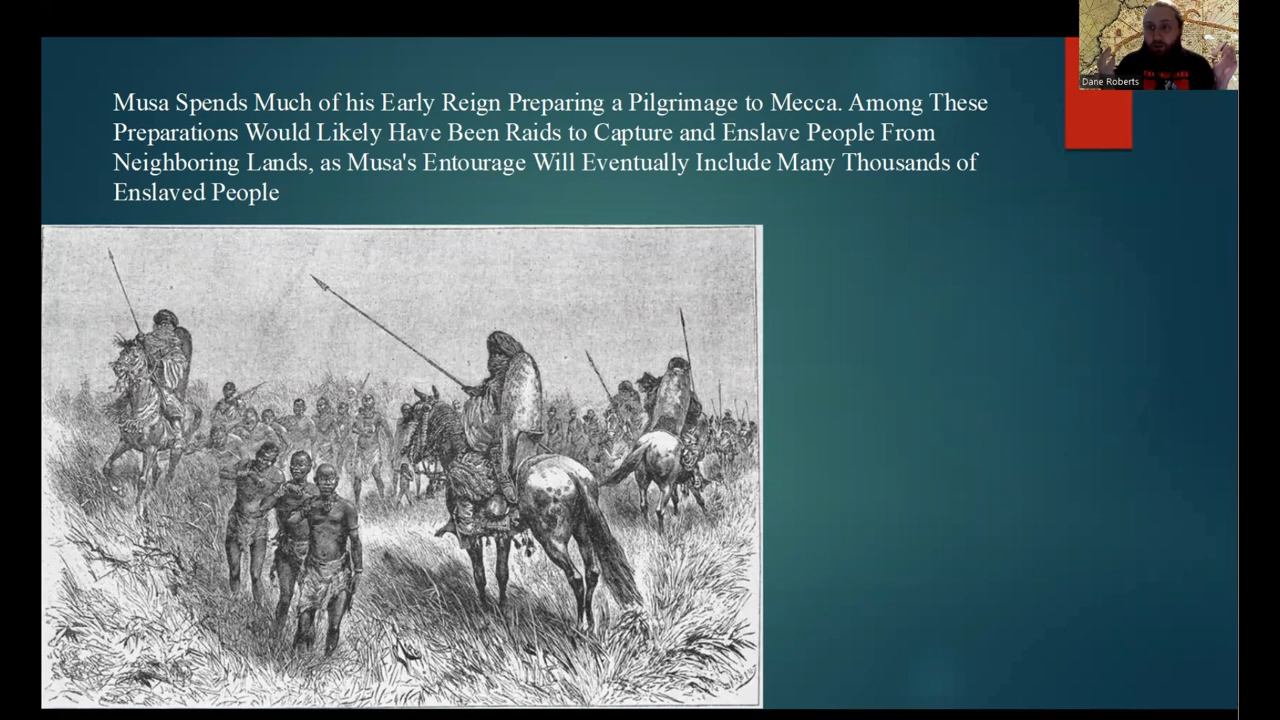 Musa Spends Much of his Early Reign Preparing a Pilgrimage to Mecca. Among These
Preparations Would Likely Have Been Raids to Capture and Enslave People From
Neighboring Lands, as Musa's Entourage Will Eventually Include Many Thousands of
Enslaved People
Dane Roberts